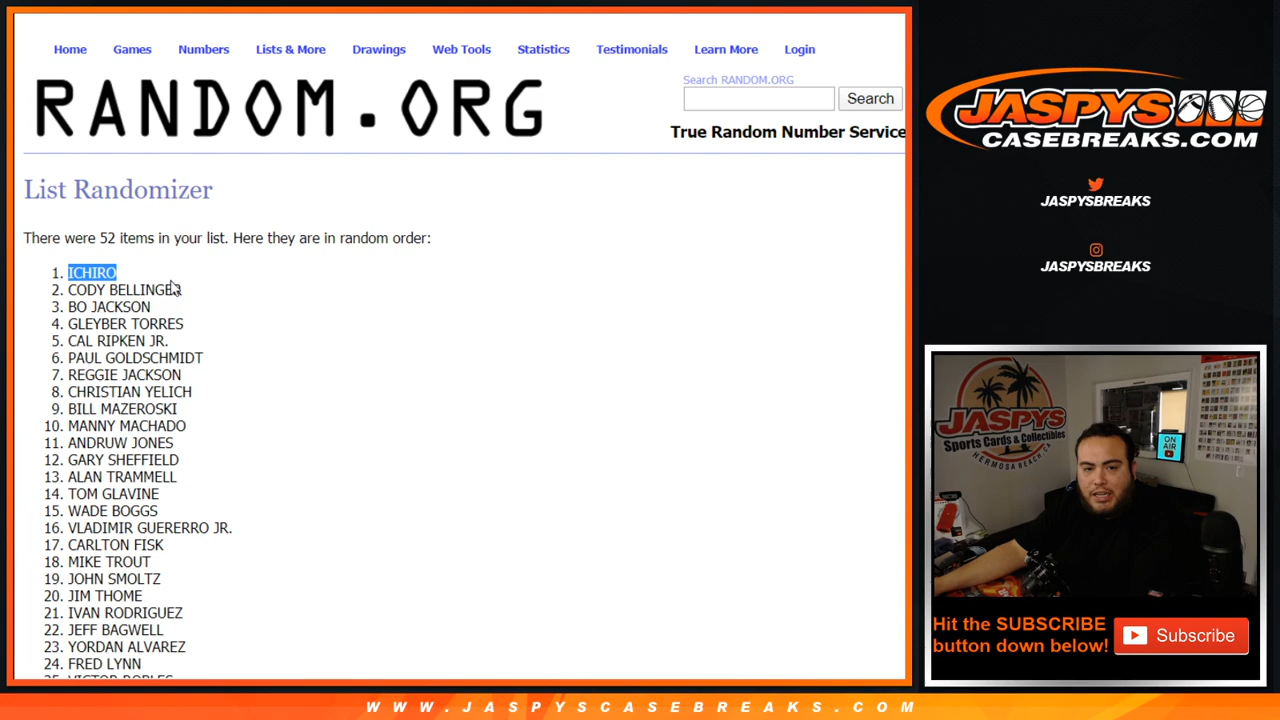 Home Games Numbers Lists & More Drawings Web Tools Statistics Testimonials Learn More Login
RANDOM.ORG
Search RANDOM.ORG
Search
True Random Number Service
List Randomizer
There were 52 items in your list. Here they are in random order:
1. ICHIRO
2. CODY BELLINGER
3. BO JACKSON
4. GLEYBER TORRES
5. CAL RIPKEN JR.
6. PAUL GOLDSCHMIDT
7. REGGIE JACKSON
8. CHRISTIAN YELICH
9. BILL MAZEROSKI
10. MANNY MACHADO
11. ANDRUW JONES
12. GARY SHEFFIELD
13. ALAN TRAMMELL
14. TOM GLAVINE
15. WADE BOGGS
16. VLADIMIR GUERERRO JR.
17. CARLTON FISK
18. MIKE TROUT
19. JOHN SMOLTZ
20. JIM THOME
21. IVAN RODRIGUEZ
22. JEFF BAGWELL
23. YORDAN ALVAREZ
24. FRED LYNN
25. VICTOR ROBLES
JASPYS
CASEBREAKS.COM
JASPYSBREAKS
JASPYSBREAKS
JASPYS
Sports Cards & Collectibles
HERMOSA BEACH, CA
ON
AIR
Hit the SUBSCRIBE
button down below!
Subscribe
WWW.JASPYSCASEBREAKS.COM